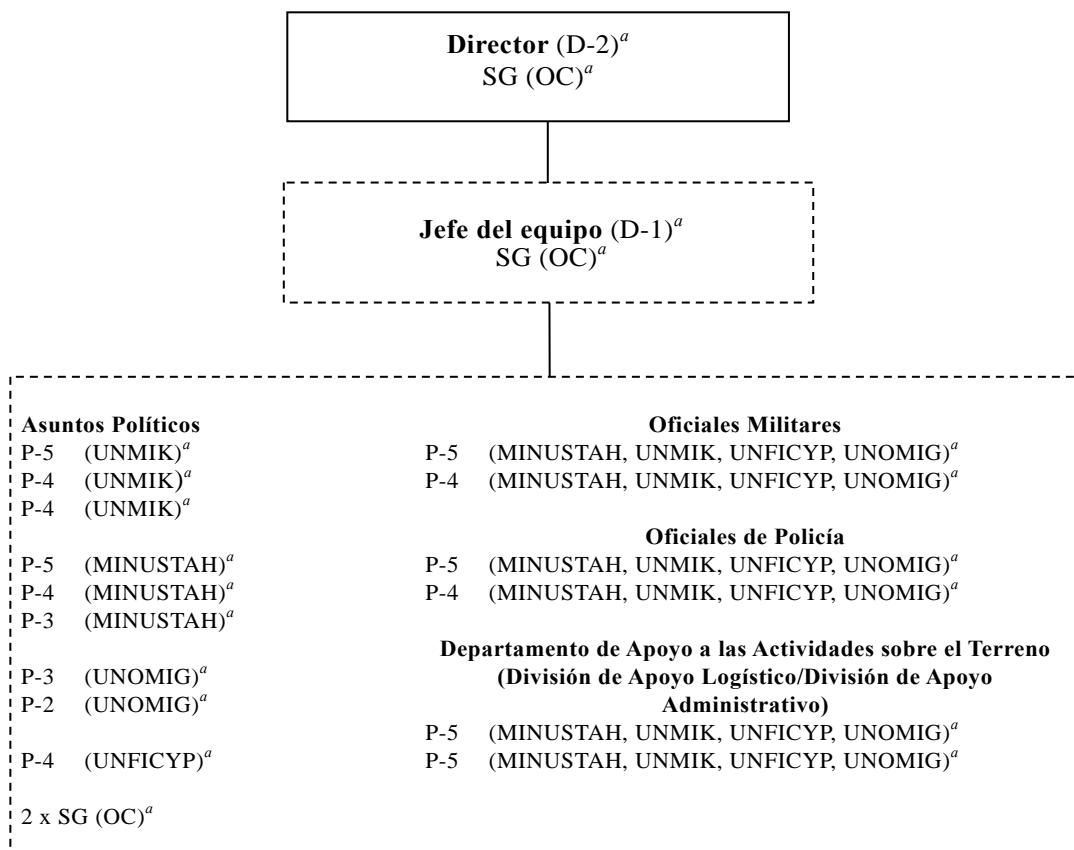 Director (D-2)a
SG (OC)a
Jefe del equipo (D-1)a
SG (OC)a
Asuntos Políticos
P-5 (UNMIK)a
P-4 (UNMIK)a
P-4 (UNMIK)a
P-5 (MINUSTAH)a
P-4 (MINUSTAH)a
P-3 (MINUSTAH)a
P-3 (UNOMIG)a
P-2 (UNOMIG)a
P-4 (UNFICYP)a
2 x SG (OC)a
Oficiales Militares
P-5 (MINUSTAH, UNMIK, UNFICYP, UNOMIG)a
P-4 (MINUSTAH, UNMIK, UNFICYP, UNOMIG)a
Oficiales de Policía
P-5 (MINUSTAH, UNMIK, UNFICYP, UNOMIG)a
P-4 (MINUSTAH, UNMIK, UNFICYP, UNOMIG)a
Departamento de Apoyo a las Actividades sobre el Terreno
(División de Apoyo Logístico/División de Apoyo
Administrativo)
P-5 (MINUSTAH, UNMIK, UNFICYP, UNOMIG)a
P-5 (MINUSTAH, UNMIK, UNFICYP, UNOMIG)a